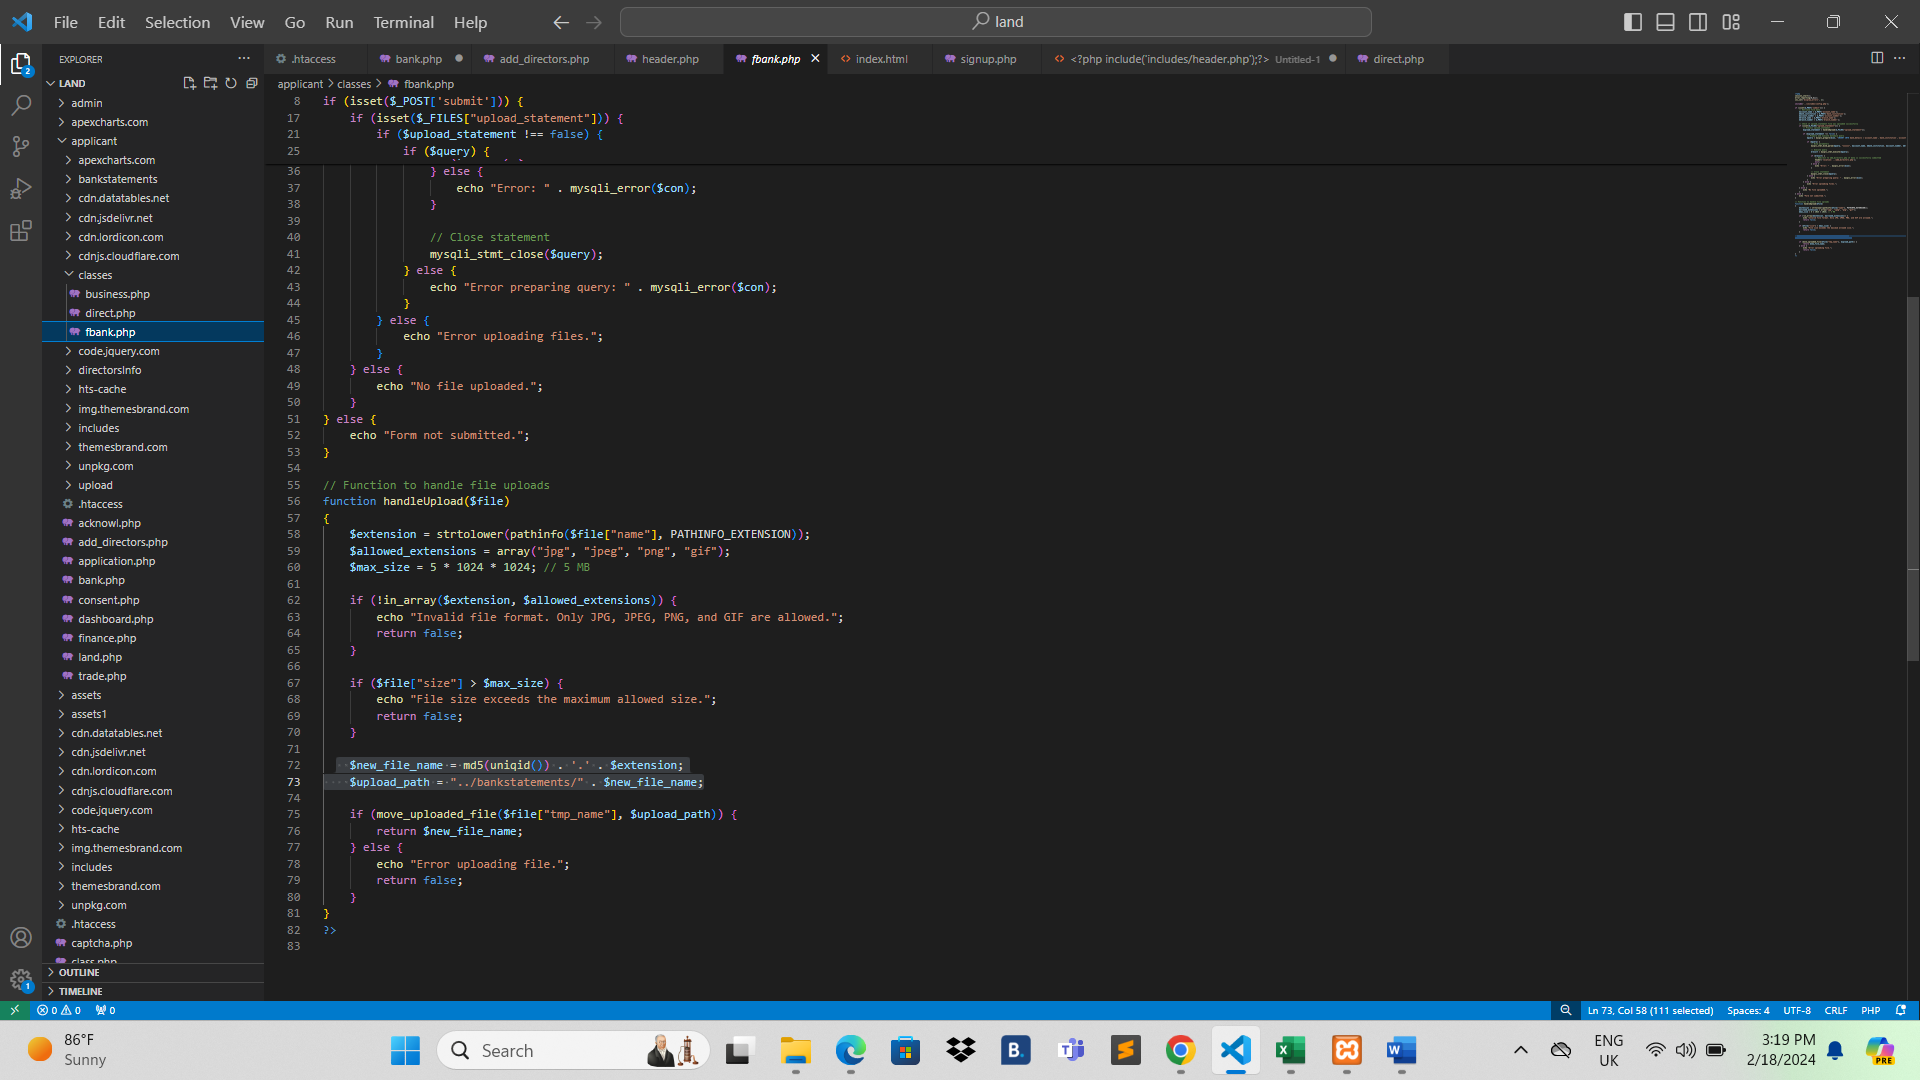 File Edit Selection View Go Run Terminal Help
land
EXPLORER
.htaccess
bank.php
add_directors.php
header.php
fbank.php
index.html
signup.php
<?php include('includes/header.php');?> Untitled-1
direct.php
LAND
applicant > classes > fbank.php
admin
apexcharts.com
applicant
apexcharts.com
bankstatements
cdn.datatables.net
cdn.jsdelivr.net
cdn.lordicon.com
cdnjs.cloudflare.com
classes
business.php
direct.php
fbank.php
code.jquery.com
directorsInfo
hts-cache
img.themesbrand.com
includes
themesbrand.com
unpkg.com
upload
.htaccess
acknowl.php
add_directors.php
application.php
bank.php
consent.php
dashboard.php
finance.php
land.php
trade.php
assets
assets1
cdn.datatables.net
cdn.jsdelivr.net
cdn.lordicon.com
cdnjs.cloudflare.com
code.jquery.com
hts-cache
img.themesbrand.com
includes
themesbrand.com
unpkg.com
.htaccess
captcha.php
class.php
OUTLINE
TIMELINE
8 if (isset($_POST['submit'])) {
17 if (isset($_FILES["upload_statement"])) {
21 if ($upload_statement !== false) {
25 if ($query) {
36 } else {
37 echo "Error: " . mysqli_error($con);
38 }
39
40 // Close statement
41 mysqli_stmt_close($query);
42 } else {
43 echo "Error preparing query: " . mysqli_error($con);
44 }
45 } else {
46 echo "Error uploading files.";
47 }
48 } else {
49 echo "No file uploaded.";
50 }
51 } else {
52 echo "Form not submitted.";
53 }
54
55 // Function to handle file uploads
56 function handleUpload($file)
57 {
58 $extension = strtolower(pathinfo($file["name"], PATHINFO_EXTENSION));
59 $allowed_extensions = array("jpg", "jpeg", "png", "gif");
60 $max_size = 5 * 1024 * 1024; // 5 MB
61
62 if (!in_array($extension, $allowed_extensions)) {
63 echo "Invalid file format. Only JPG, JPEG, PNG, and GIF are allowed.";
64 return false;
65 }
66
67 if ($file["size"] > $max_size) {
68 echo "File size exceeds the maximum allowed size.";
69 return false;
70 }
71
72 $new_file_name = md5(uniqid()) . '.' . $extension;
73 $upload_path = "../bankstatements/" . $new_file_name;
74
75 if (move_uploaded_file($file["tmp_name"], $upload_path)) {
76 return $new_file_name;
77 } else {
78 echo "Error uploading file.";
79 return false;
80 }
81 }
82 ?>
83
0 0 0
Ln 73, Col 58 (111 selected) Spaces: 4 UTF-8 CRLF PHP
86°F
Sunny
Search
ENG
UK
3:19 PM
2/18/2024
PRE